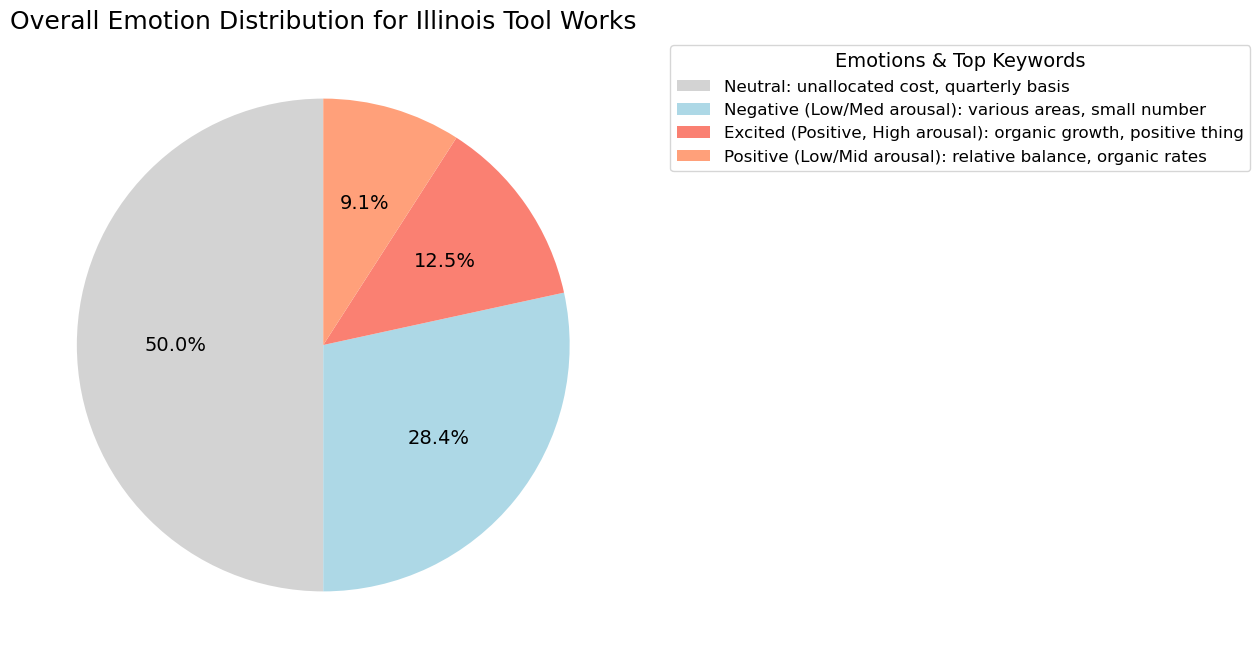 Overall Emotion Distribution for Illinois Tool Works
Emotions & Top Keywords
Neutral: unallocated cost, quarterly basis
Negative (Low/Med arousal): various areas, small number
Excited (Positive, High arousal): organic growth, positive thing
Positive (Low/Mid arousal): relative balance, organic rates
9.1%
12.5%
50.0%
28.4%